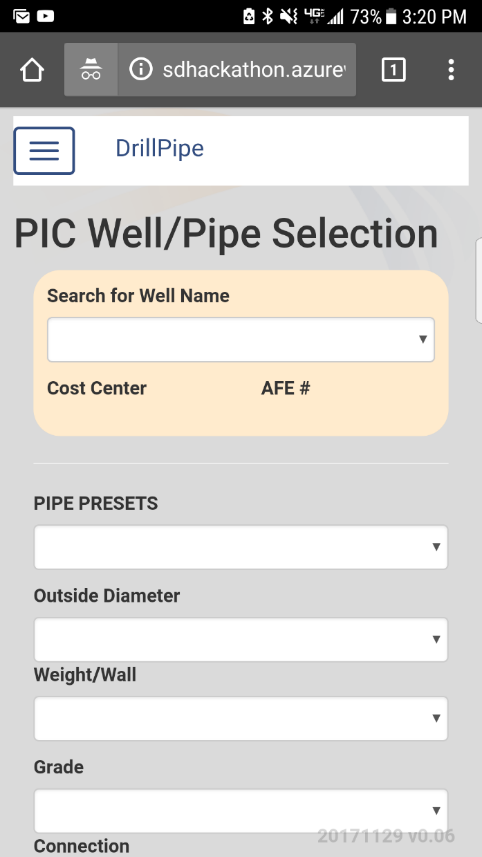 4G 73% 3:20 PM
sdhackathon.azure 1
DrillPipe
PIC Well/Pipe Selection
Search for Well Name
Cost Center AFE #
PIPE PRESETS
Outside Diameter
Weight/Wall
Grade
20171129 v0.06
Connection